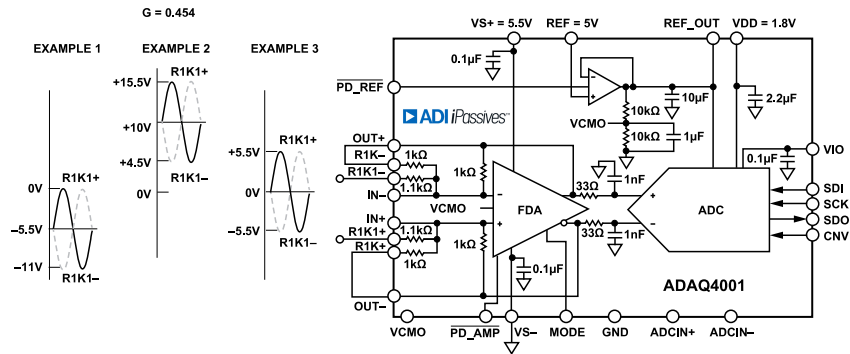 G = 0.454
EXAMPLE 1
EXAMPLE 2
EXAMPLE 3
R1K1+
0V
–5.5V
–11V
R1K1–
R1K1+
+15.5V
+10V
+4.5V
0V
R1K1–
R1K1+
+5.5V
0V
–5.5V
R1K1–
VS+ = 5.5V
REF = 5V
REF_OUT
VDD = 1.8V
0.1µF
PD_REF
ADI iPassives™
10kΩ
10µF
2.2µF
VCMO
10kΩ
1µF
OUT+
R1K–
1kΩ
R1K1–
1.1kΩ
IN–
1kΩ
VCMO
IN+
R1K1+
1.1kΩ
R1K+
1kΩ
1kΩ
OUT–
FDA
33Ω
1nF
33Ω
1nF
0.1µF
ADC
0.1µF
VIO
SDI
SCK
SDO
CNV
ADAQ4001
VCMO
PD_AMP
VS–
MODE
GND
ADCIN+
ADCIN–